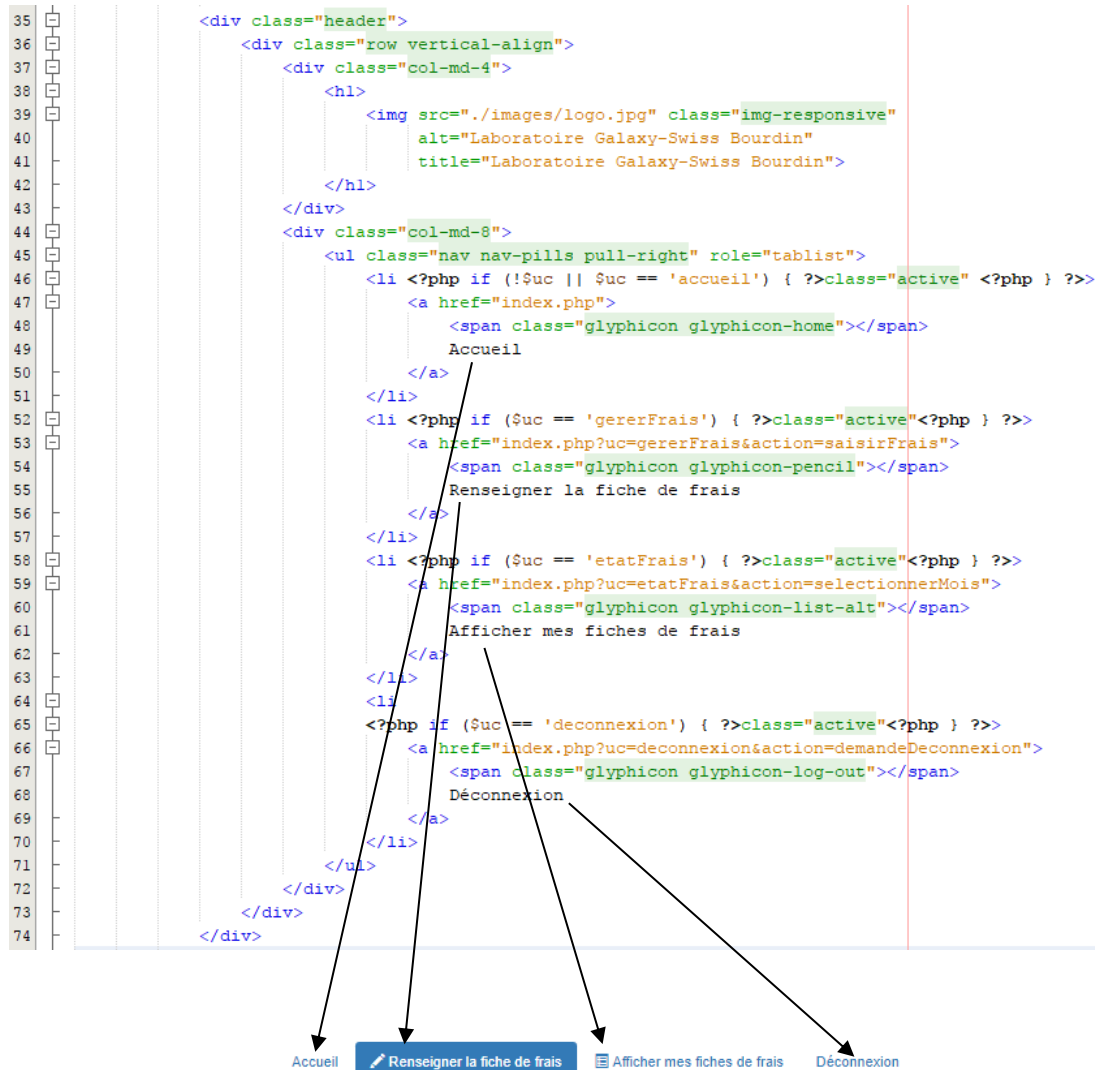 35 <div class="header">
36 <div class="row vertical-align">
37 <div class="col-md-4">
38 <h1>
39 <img src="./images/logo.jpg" class="img-responsive"
40 alt="Laboratoire Galaxy-Swiss Bourdin"
41 title="Laboratoire Galaxy-Swiss Bourdin">
42 </h1>
43 </div>
44 <div class="col-md-8">
45 <ul class="nav nav-pills pull-right" role="tablist">
46 <li <?php if (!$uc || $uc == 'accueil') { ?>class="active" <?php } ?>>
47 <a href="index.php">
48 <span class="glyphicon glyphicon-home"></span>
49 Accueil
50 </a>
51 </li>
52 <li <?php if ($uc == 'gererFrais') { ?>class="active"<?php } ?>>
53 <a href="index.php?uc=gererFrais&action=saisirFrais">
54 <span class="glyphicon glyphicon-pencil"></span>
55 Renseigner la fiche de frais
56 </a>
57 </li>
58 <li <?php if ($uc == 'etatFrais') { ?>class="active"<?php } ?>>
59 <a href="index.php?uc=etatFrais&action=selectionnerMois">
60 <span class="glyphicon glyphicon-list-alt"></span>
61 Afficher mes fiches de frais
62 </a>
63 </li>
64 <li
65 <?php if ($uc == 'deconnexion') { ?>class="active"<?php } ?>>
66 <a href="index.php?uc=deconnexion&action=demandeDeconnexion">
67 <span class="glyphicon glyphicon-log-out"></span>
68 Déconnexion
69 </a>
70 </li>
71 </ul>
72 </div>
73 </div>
74 </div>
Accueil Renseigner la fiche de frais Afficher mes fiches de frais Déconnexion